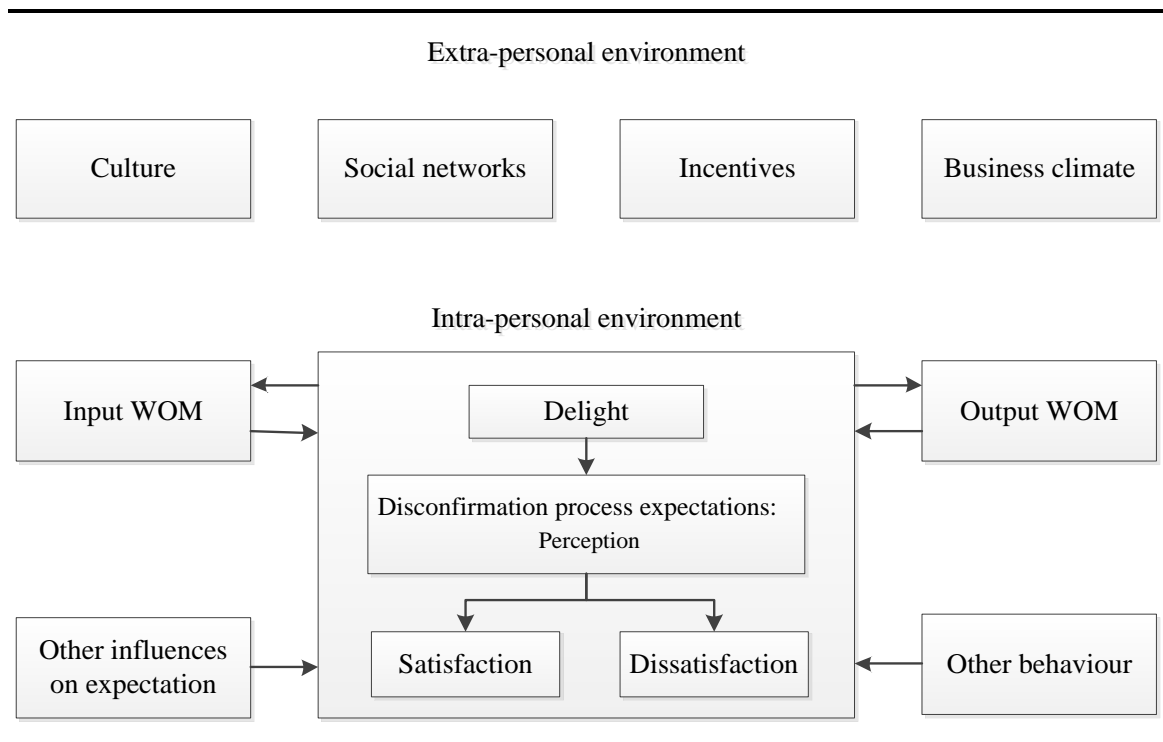 Extra-personal environment
Culture
Social networks
Incentives
Business climate
Intra-personal environment
Input WOM
Delight
Output WOM
Disconfirmation process expectations:
Perception
Other influences
on expectation
Satisfaction
Dissatisfaction
Other behaviour